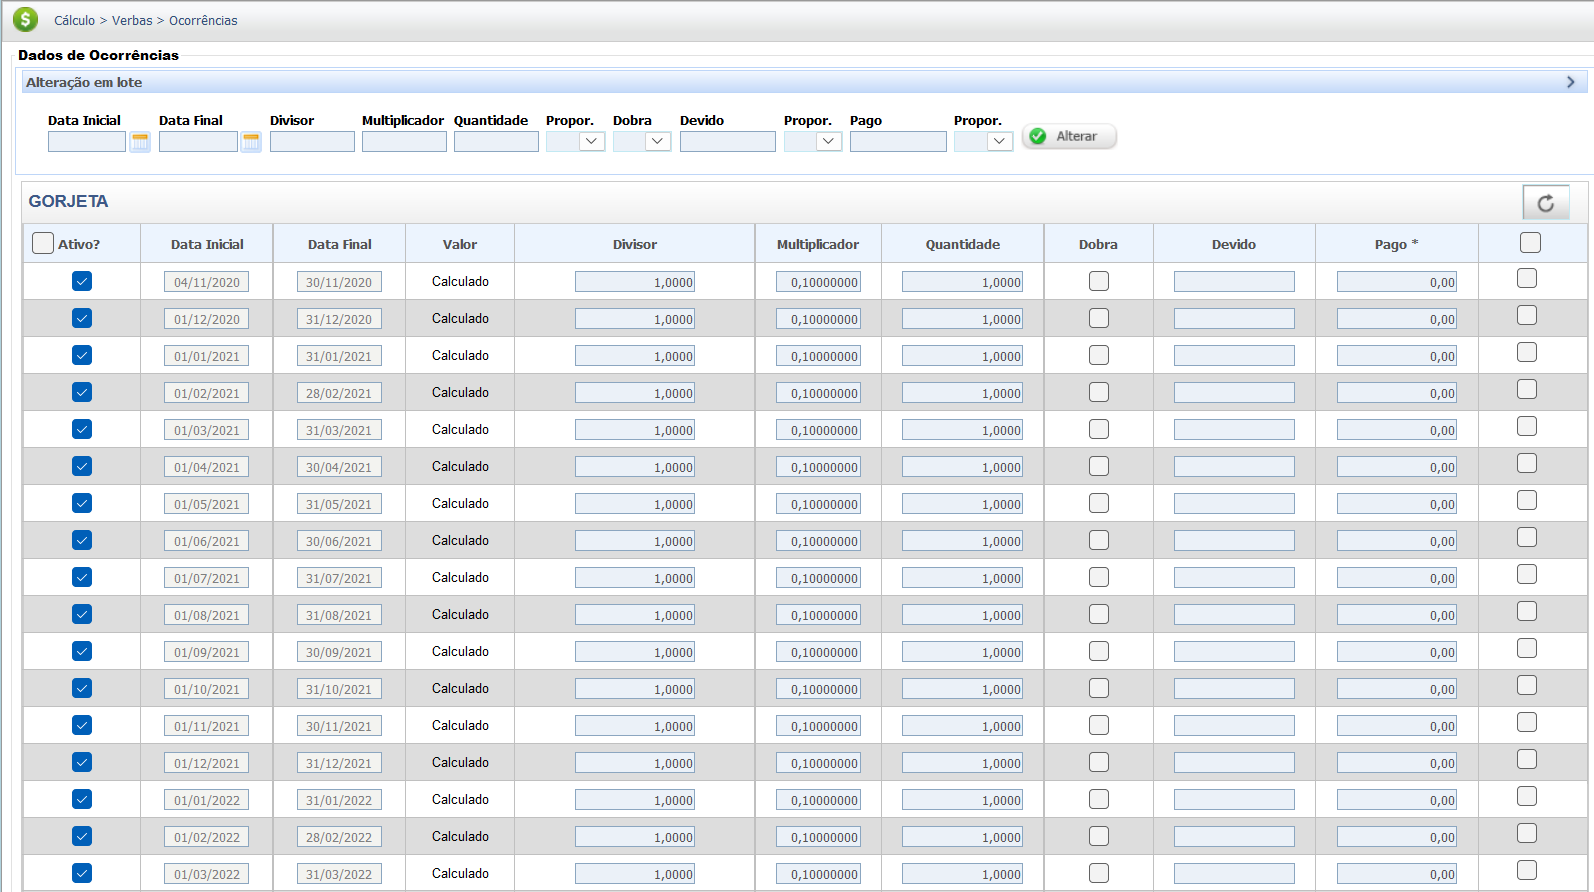 Cálculo > Verbas > Ocorrências
Dados de Ocorrências
Alteração em lote
Data Inicial Data Final Divisor Multiplicador Quantidade Propor. Dobra Devido Propor. Pago Propor.
Alterar
GORJETA
Ativo? Data Inicial Data Final Valor Divisor Multiplicador Quantidade Dobra Devido Pago *
04/11/2020 30/11/2020 Calculado 1,0000 0,10000000 1,0000 0,00
01/12/2020 31/12/2020 Calculado 1,0000 0,10000000 1,0000 0,00
01/01/2021 31/01/2021 Calculado 1,0000 0,10000000 1,0000 0,00
01/02/2021 28/02/2021 Calculado 1,0000 0,10000000 1,0000 0,00
01/03/2021 31/03/2021 Calculado 1,0000 0,10000000 1,0000 0,00
01/04/2021 30/04/2021 Calculado 1,0000 0,10000000 1,0000 0,00
01/05/2021 31/05/2021 Calculado 1,0000 0,10000000 1,0000 0,00
01/06/2021 30/06/2021 Calculado 1,0000 0,10000000 1,0000 0,00
01/07/2021 31/07/2021 Calculado 1,0000 0,10000000 1,0000 0,00
01/08/2021 31/08/2021 Calculado 1,0000 0,10000000 1,0000 0,00
01/09/2021 30/09/2021 Calculado 1,0000 0,10000000 1,0000 0,00
01/10/2021 31/10/2021 Calculado 1,0000 0,10000000 1,0000 0,00
01/11/2021 30/11/2021 Calculado 1,0000 0,10000000 1,0000 0,00
01/12/2021 31/12/2021 Calculado 1,0000 0,10000000 1,0000 0,00
01/01/2022 31/01/2022 Calculado 1,0000 0,10000000 1,0000 0,00
01/02/2022 28/02/2022 Calculado 1,0000 0,10000000 1,0000 0,00
01/03/2022 31/03/2022 Calculado 1,0000 0,10000000 1,0000 0,00